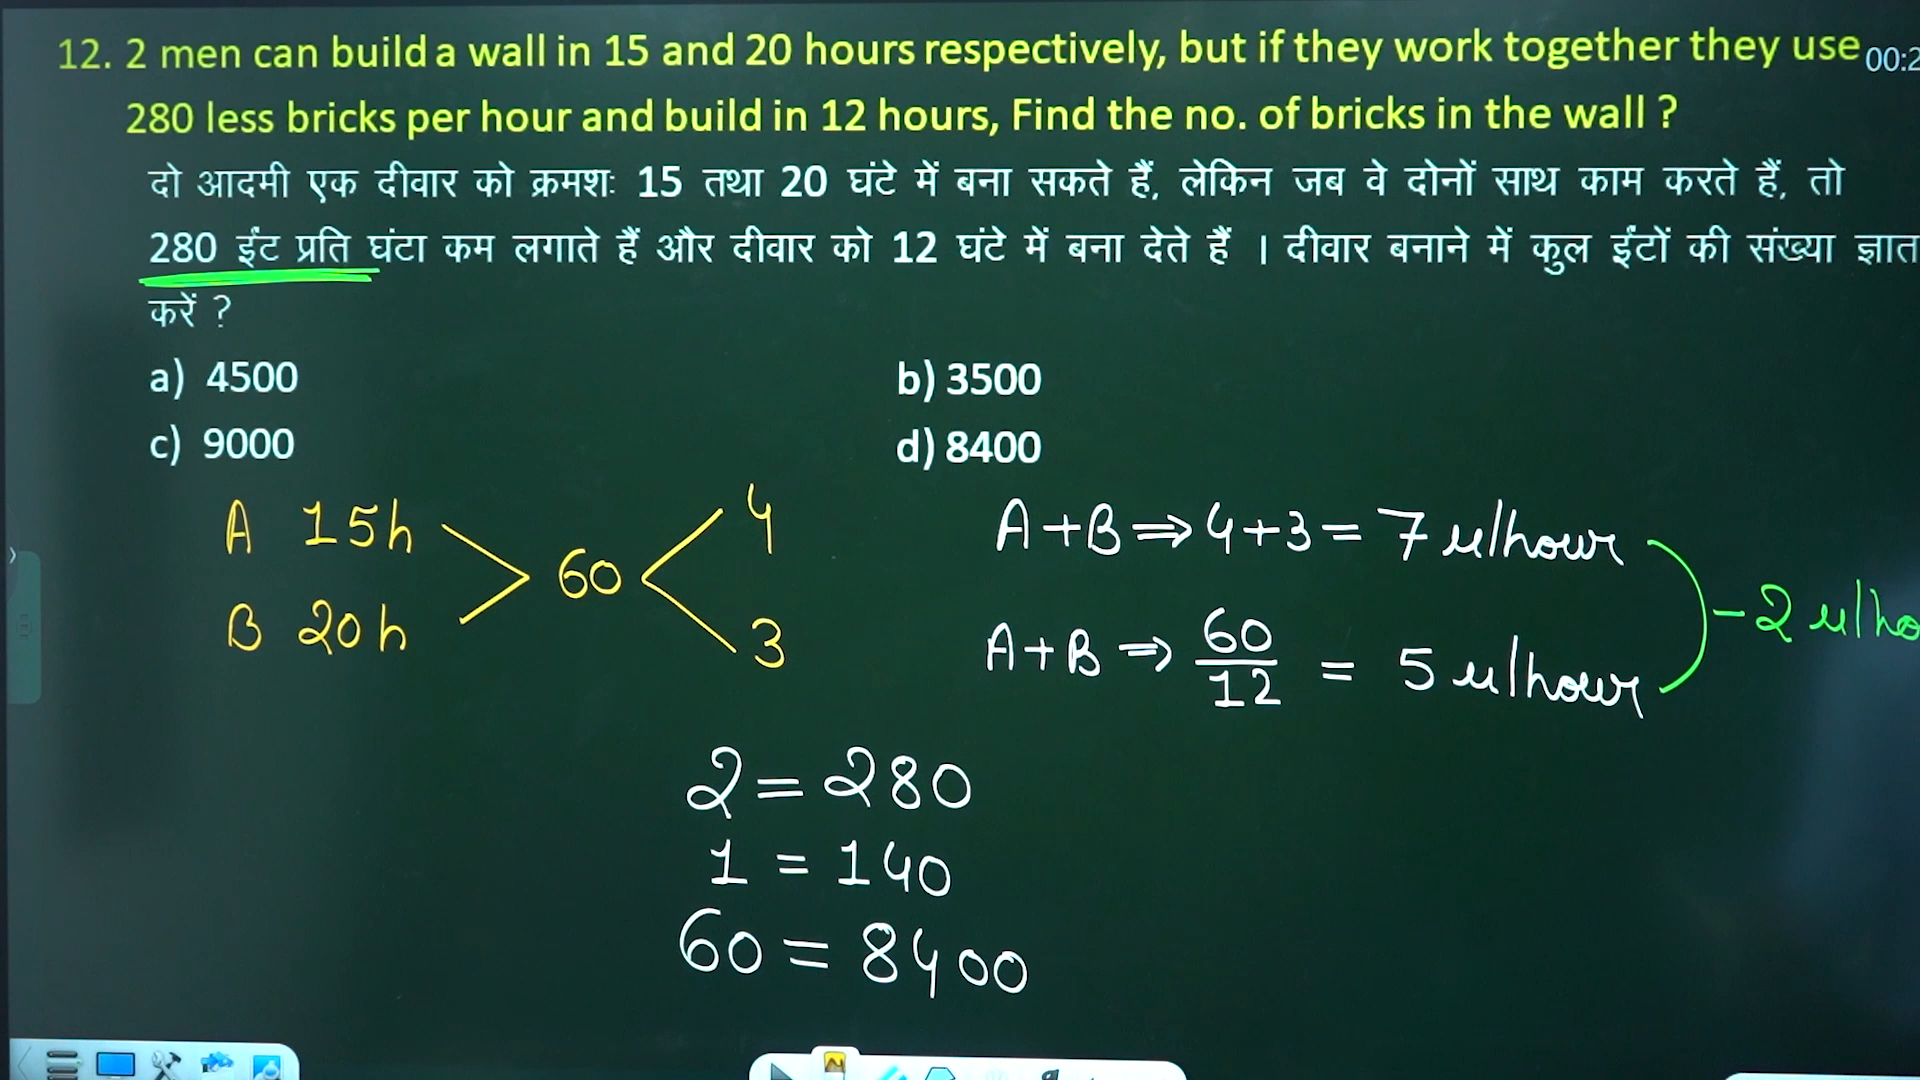 12. 2 men can build a wall in 15 and 20 hours respectively, but if they work together they use
00:2
280 less bricks per hour and build in 12 hours, Find the no. of bricks in the wall ?
दो आदमी एक दीवार को क्रमशः 15 तथा 20 घंटे में बना सकते हैं, लेकिन जब वे दोनों साथ काम करते हैं, तो
280 ईंट प्रति घंटा कम लगाते हैं और दीवार को 12 घंटे में बना देते हैं । दीवार बनाने में कुल ईंटों की संख्या ज्ञात
करें ?
a) 4500 b) 3500
c) 9000 d) 8400
A 15h
B 20h
60
4
3
A+B⇒4+3= 7 u/hour
A+B ⇒ 60/12 = 5 u/hour
-2 u/ho
2 = 280
1 = 140
60 = 8400